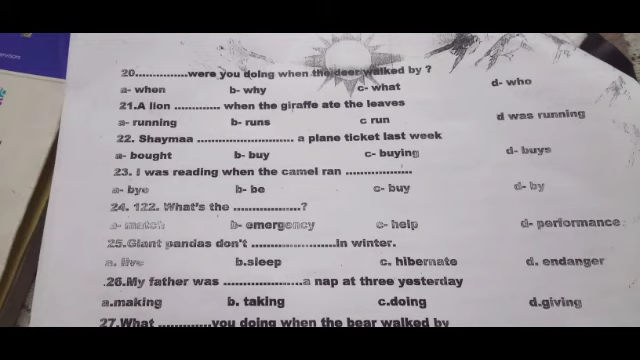 20...............were you doing when the deer walked by ?
a- when b- why c- what d- who
21.A lion ............. when the giraffe ate the leaves
a- running b- runs c run d was running
22. Shaymaa ........................... a plane ticket last week
a- bought b- buy c- buying d- buys
23. I was reading when the camel ran ...................
a- bye b- be c- buy d- by
24. 122. What's the ...................?
a- match b- emergency c- help d- performance
25.Giant pandas don't ........................in winter.
a. live b.sleep c. hibernate d. endanger
.26.My father was ......................a nap at three yesterday
a.making b. taking c.doing d.giving
27.What ..............you doing when the bear walked by